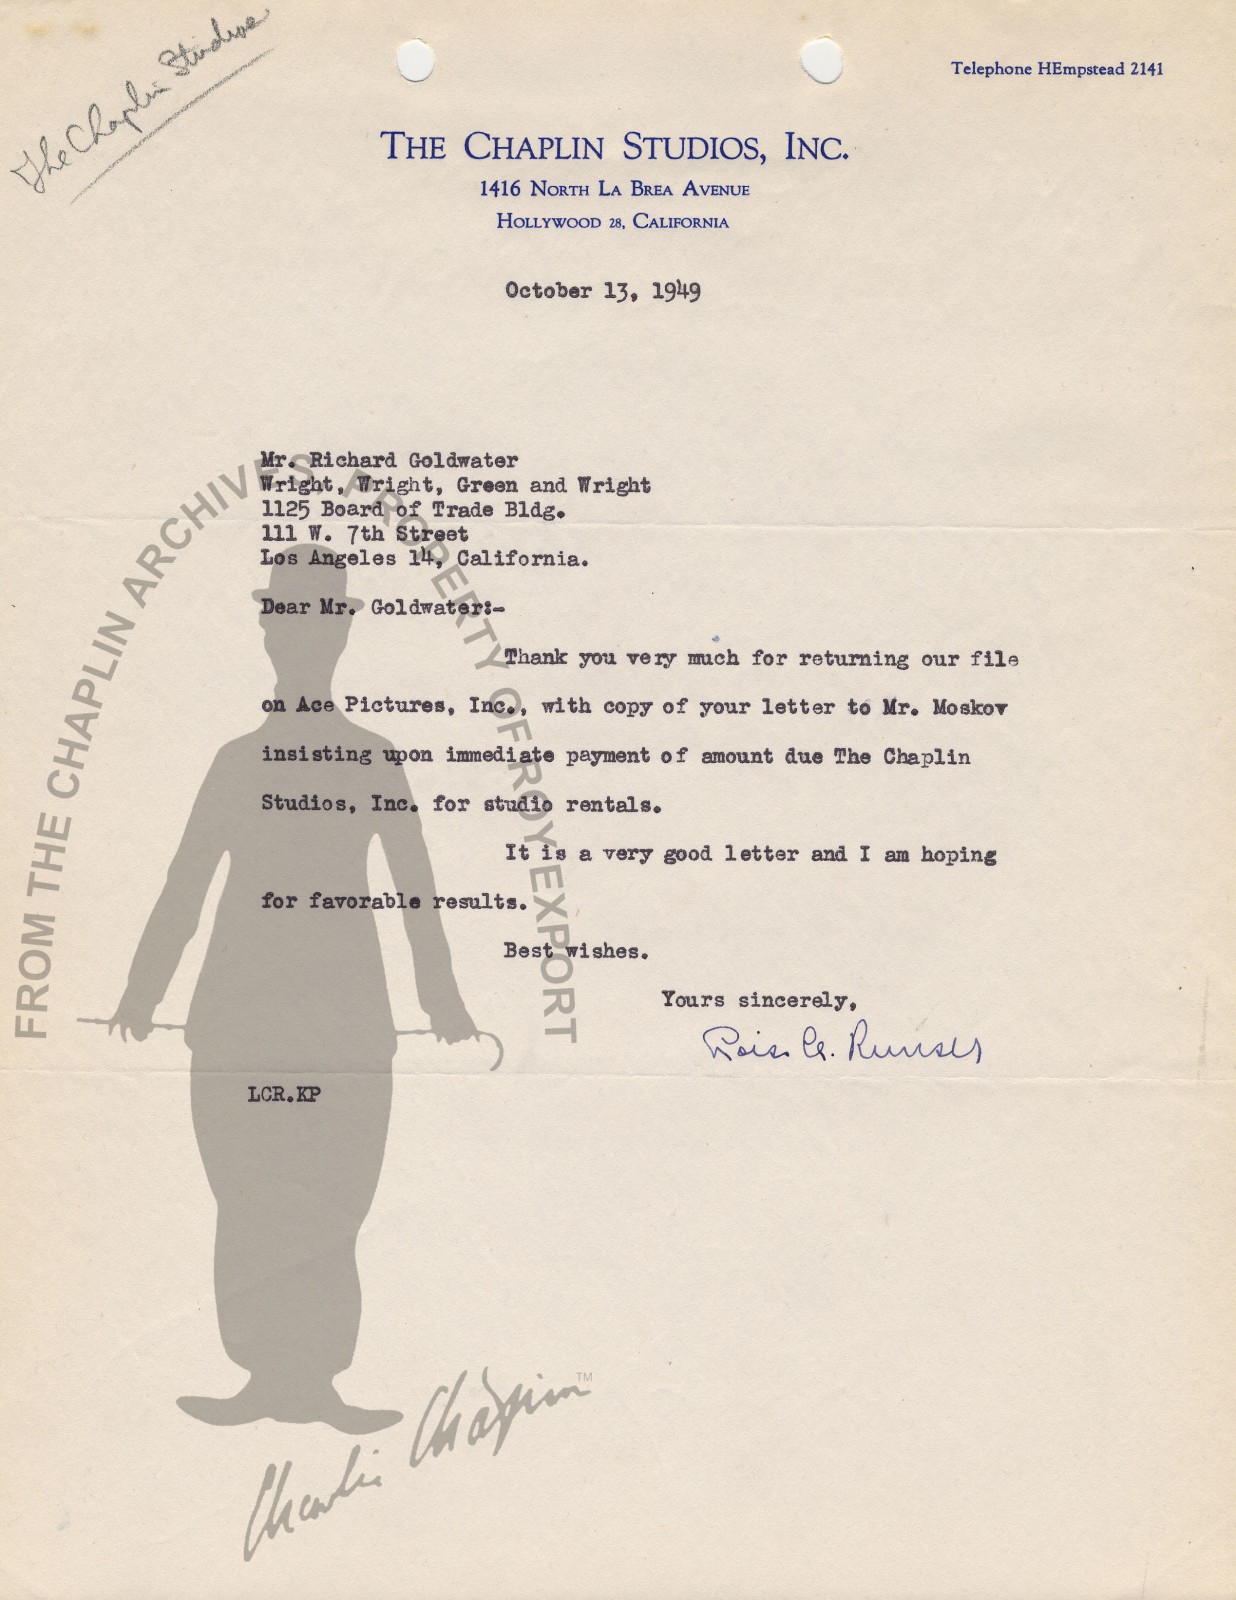 The Chaplin Studios
Telephone HEmpstead 2141
THE CHAPLIN STUDIOS, INC.
1416 NORTH LA BREA AVENUE
HOLLYWOOD 28, CALIFORNIA
October 13, 1949
Mr. Richard Goldwater
Wright, Wright, Green and Wright
1125 Board of Trade Bldg.
111 W. 7th Street
Los Angeles 14, California.
Dear Mr. Goldwater:-
Thank you very much for returning our file
on Ace Pictures, Inc., with copy of your letter to Mr. Moskov
insisting upon immediate payment of amount due The Chaplin
Studios, Inc. for studio rentals.
It is a very good letter and I am hoping
for favorable results.
Best wishes.
Yours sincerely,
Runser
LCR.KP
FROM THE CHAPLIN ARCHIVES. PROPERTY OF ROY EXPORT
Charlie Chaplin™